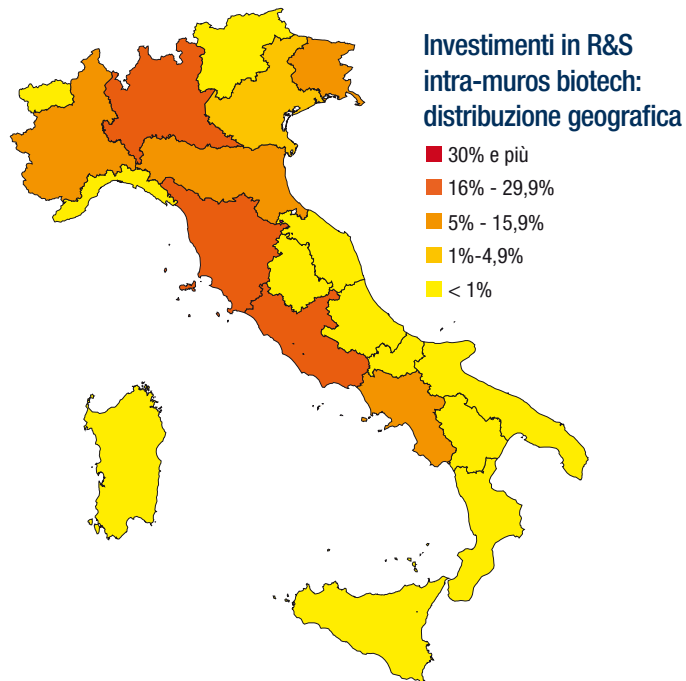 Investimenti in R&S
intra-muros biotech:
distribuzione geografica
30% e più
16% - 29,9%
5% - 15,9%
1%-4,9%
< 1%